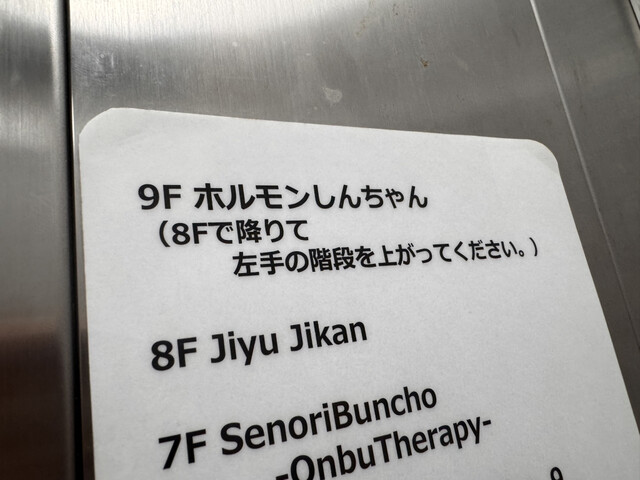 9F ホルモンしんちゃん
（8Fで降りて
左手の階段を上がってください。）
8F Jiyu Jikan
7F SenoriBuncho
-OnbuTherapy-